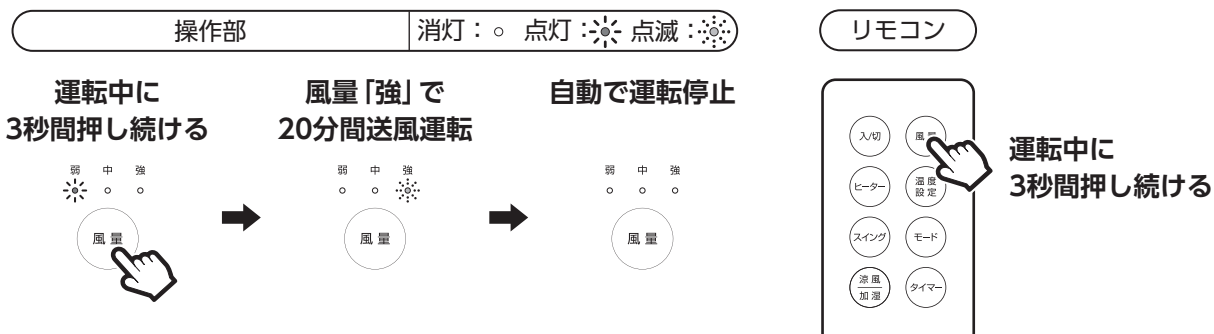 操作部
消灯：○ 点灯： 点滅：
リモコン
運転中に
3秒間押し続ける
風量「強」で
20分間送風運転
自動で運転停止
弱 中 強
風量
弱 中 強
風量
弱 中 強
風量
入/切
ヒーター
温度
設定
スイング
モード
涼風
加湿
タイマー
運転中に
3秒間押し続ける